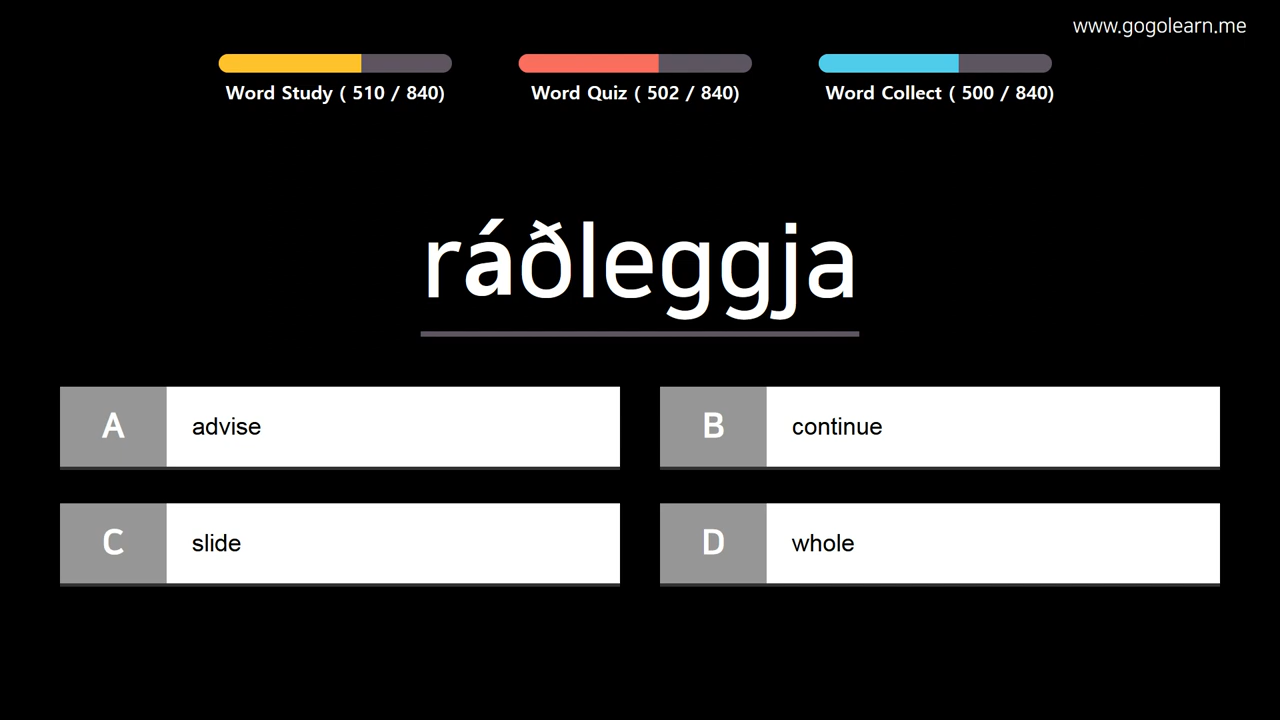 www.gogolearn.me
Word Study ( 510 / 840)
Word Quiz ( 502 / 840)
Word Collect ( 500 / 840)
ráðleggja
A advise
B continue
C slide
D whole